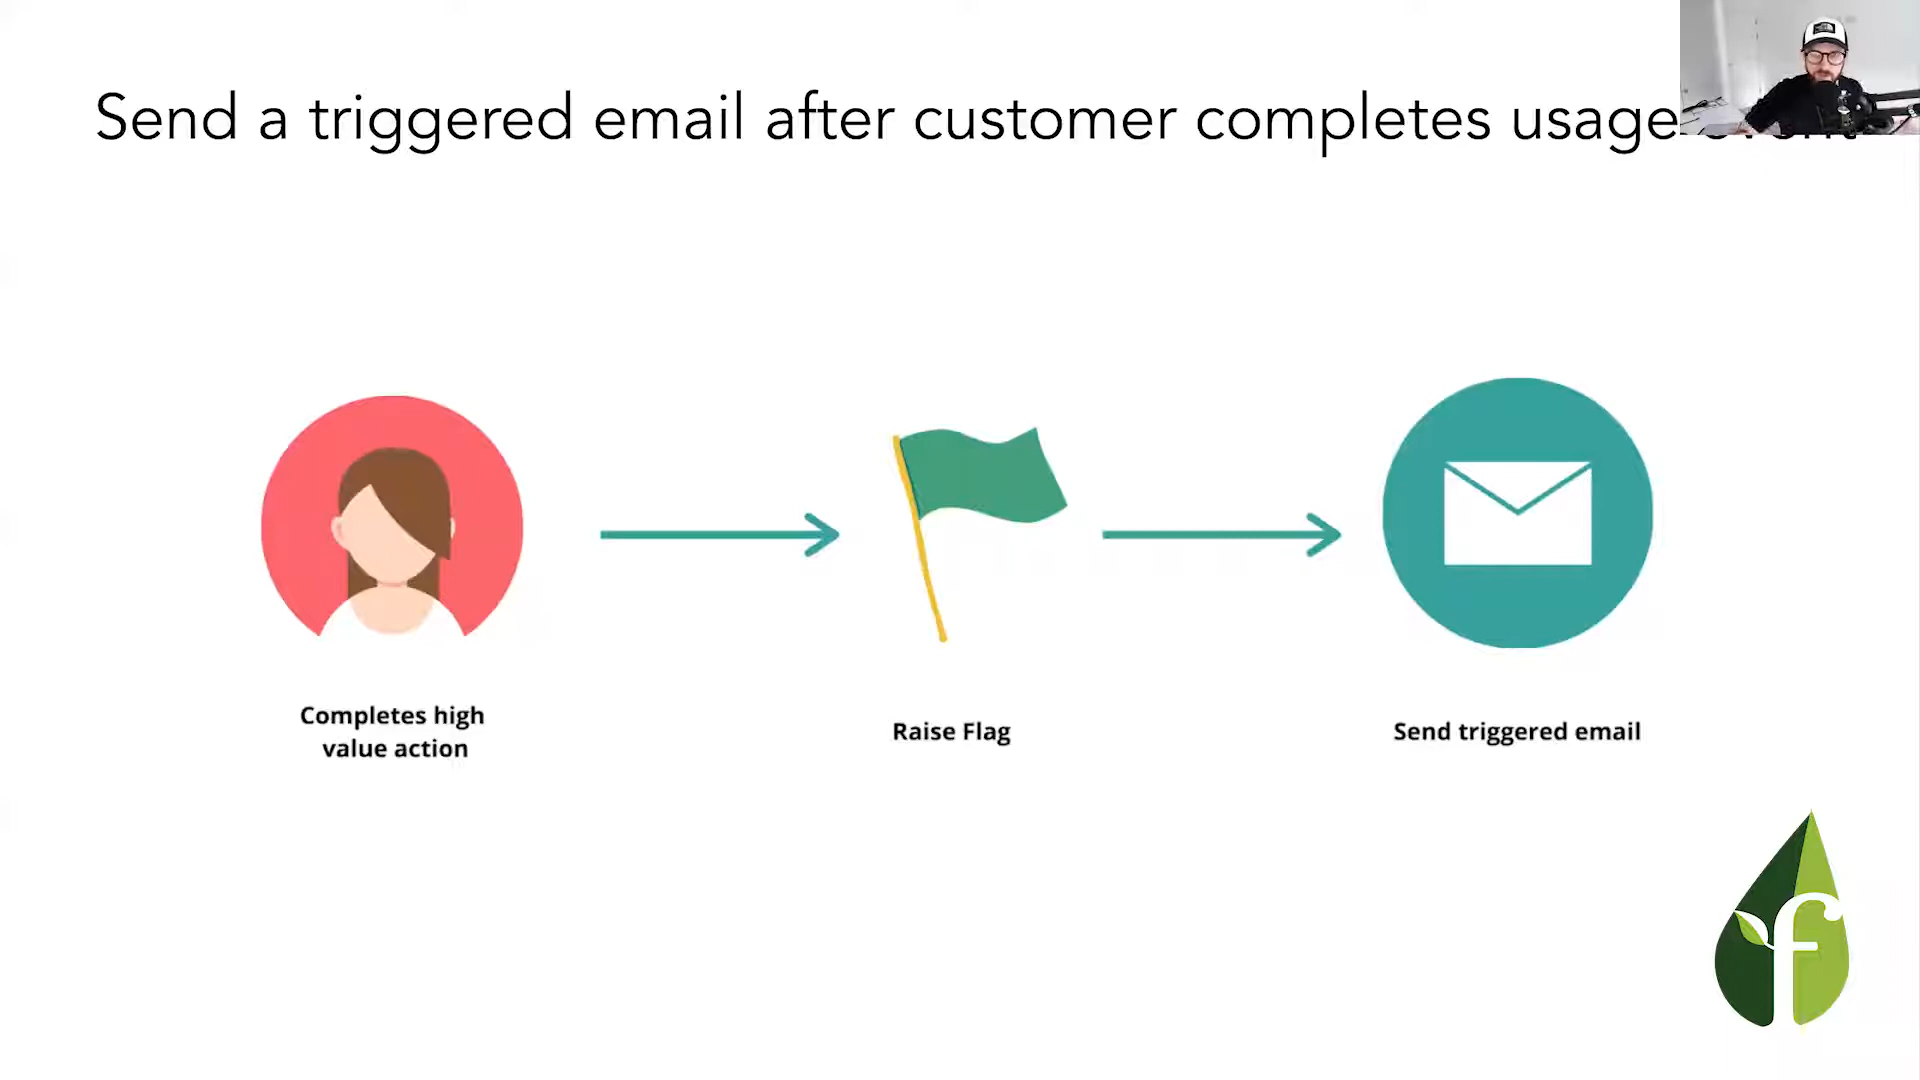 Send a triggered email after customer completes usage
Completes high
value action
Raise Flag
Send triggered email
f